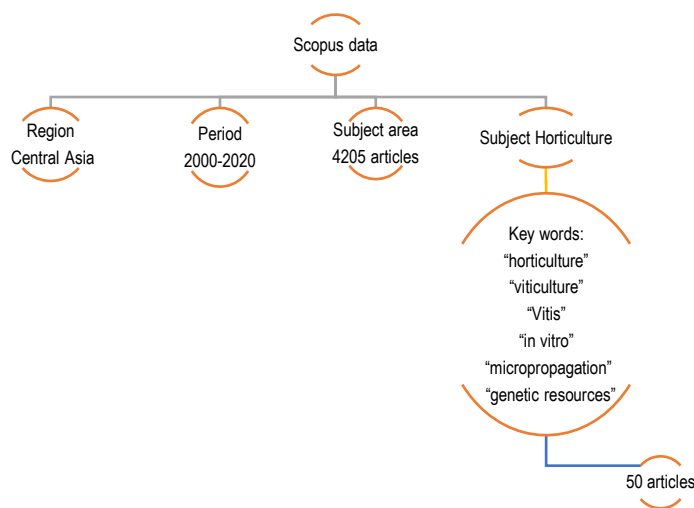 Scopus data
Region
Central Asia
Period
2000-2020
Subject area
4205 articles
Subject Horticulture
Key words:
“horticulture”
“viticulture”
“Vitis”
“in vitro”
“micropropagation”
“genetic resources”
50 articles